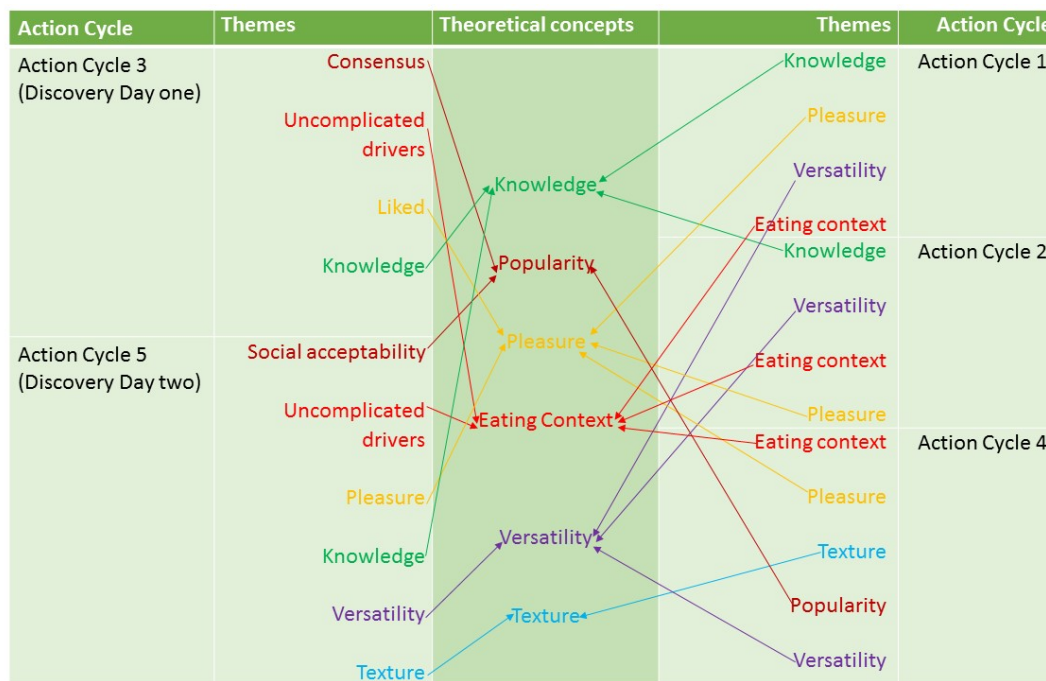 Action Cycle
Themes
Theoretical concepts
Themes
Action Cycle
Action Cycle 3
(Discovery Day one)
Consensus
Uncomplicated
drivers
Liked
Knowledge
Action Cycle 5
(Discovery Day two)
Social acceptability
Uncomplicated
drivers
Pleasure
Knowledge
Versatility
Texture
Knowledge
Popularity
Pleasure
Eating Context
Versatility
Texture
Knowledge
Pleasure
Versatility
Eating context
Action Cycle 1
Knowledge
Versatility
Eating context
Pleasure
Action Cycle 2
Eating context
Pleasure
Texture
Popularity
Versatility
Action Cycle 4